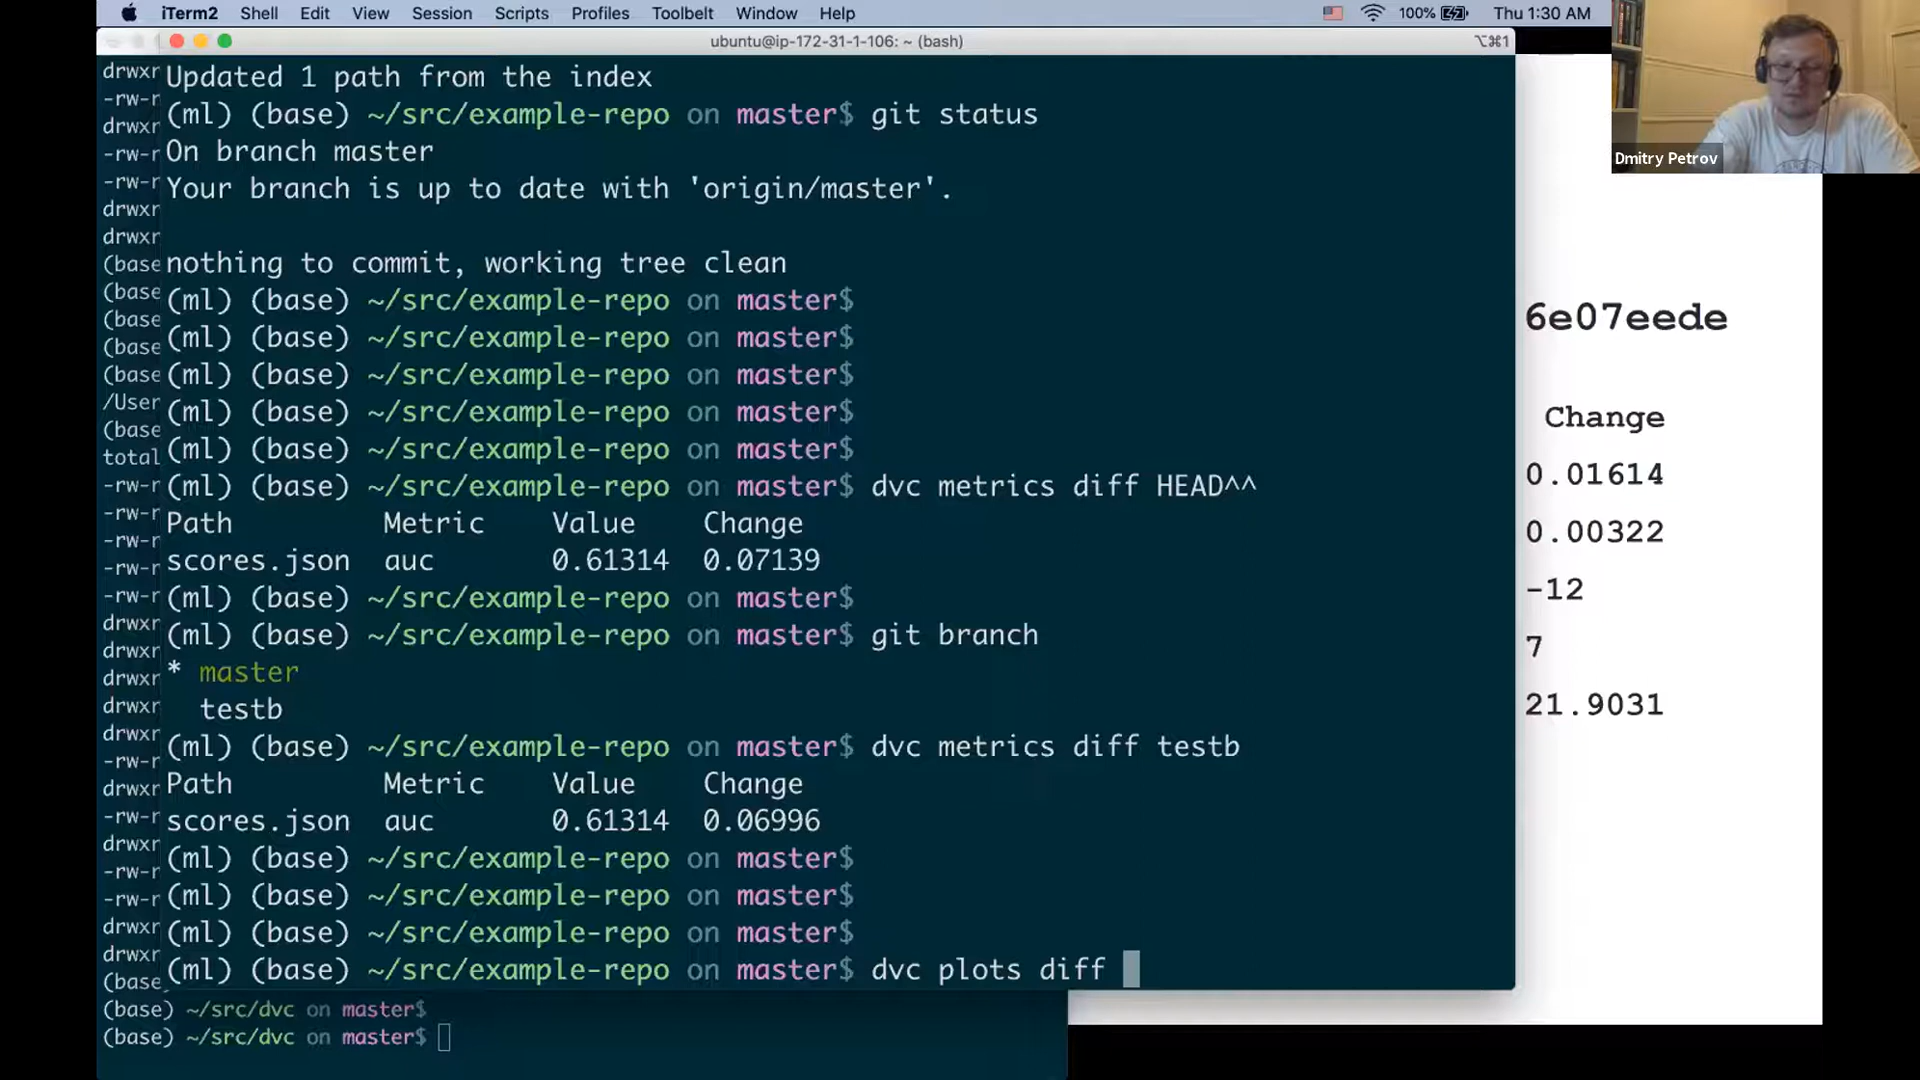 iTerm2 Shell Edit View Session Scripts Profiles Toolbelt Window Help 100% Thu 1:30 AM
ubuntu@ip-172-31-1-106: ~ (bash) ⌥⌘1
Dmitry Petrov
Updated 1 path from the index
(ml) (base) ~/src/example-repo on master$ git status
On branch master
Your branch is up to date with 'origin/master'.
nothing to commit, working tree clean
(ml) (base) ~/src/example-repo on master$
(ml) (base) ~/src/example-repo on master$
(ml) (base) ~/src/example-repo on master$
(ml) (base) ~/src/example-repo on master$
(ml) (base) ~/src/example-repo on master$
(ml) (base) ~/src/example-repo on master$ dvc metrics diff HEAD^^
Path Metric Value Change
scores.json auc 0.61314 0.07139
(ml) (base) ~/src/example-repo on master$
(ml) (base) ~/src/example-repo on master$ git branch
* master
testb
(ml) (base) ~/src/example-repo on master$ dvc metrics diff testb
Path Metric Value Change
scores.json auc 0.61314 0.06996
(ml) (base) ~/src/example-repo on master$
(ml) (base) ~/src/example-repo on master$
(ml) (base) ~/src/example-repo on master$
(ml) (base) ~/src/example-repo on master$ dvc plots diff
(base) ~/src/dvc on master$
(base) ~/src/dvc on master$
6e07eede
Change
0.01614
0.00322
-12
7
21.9031